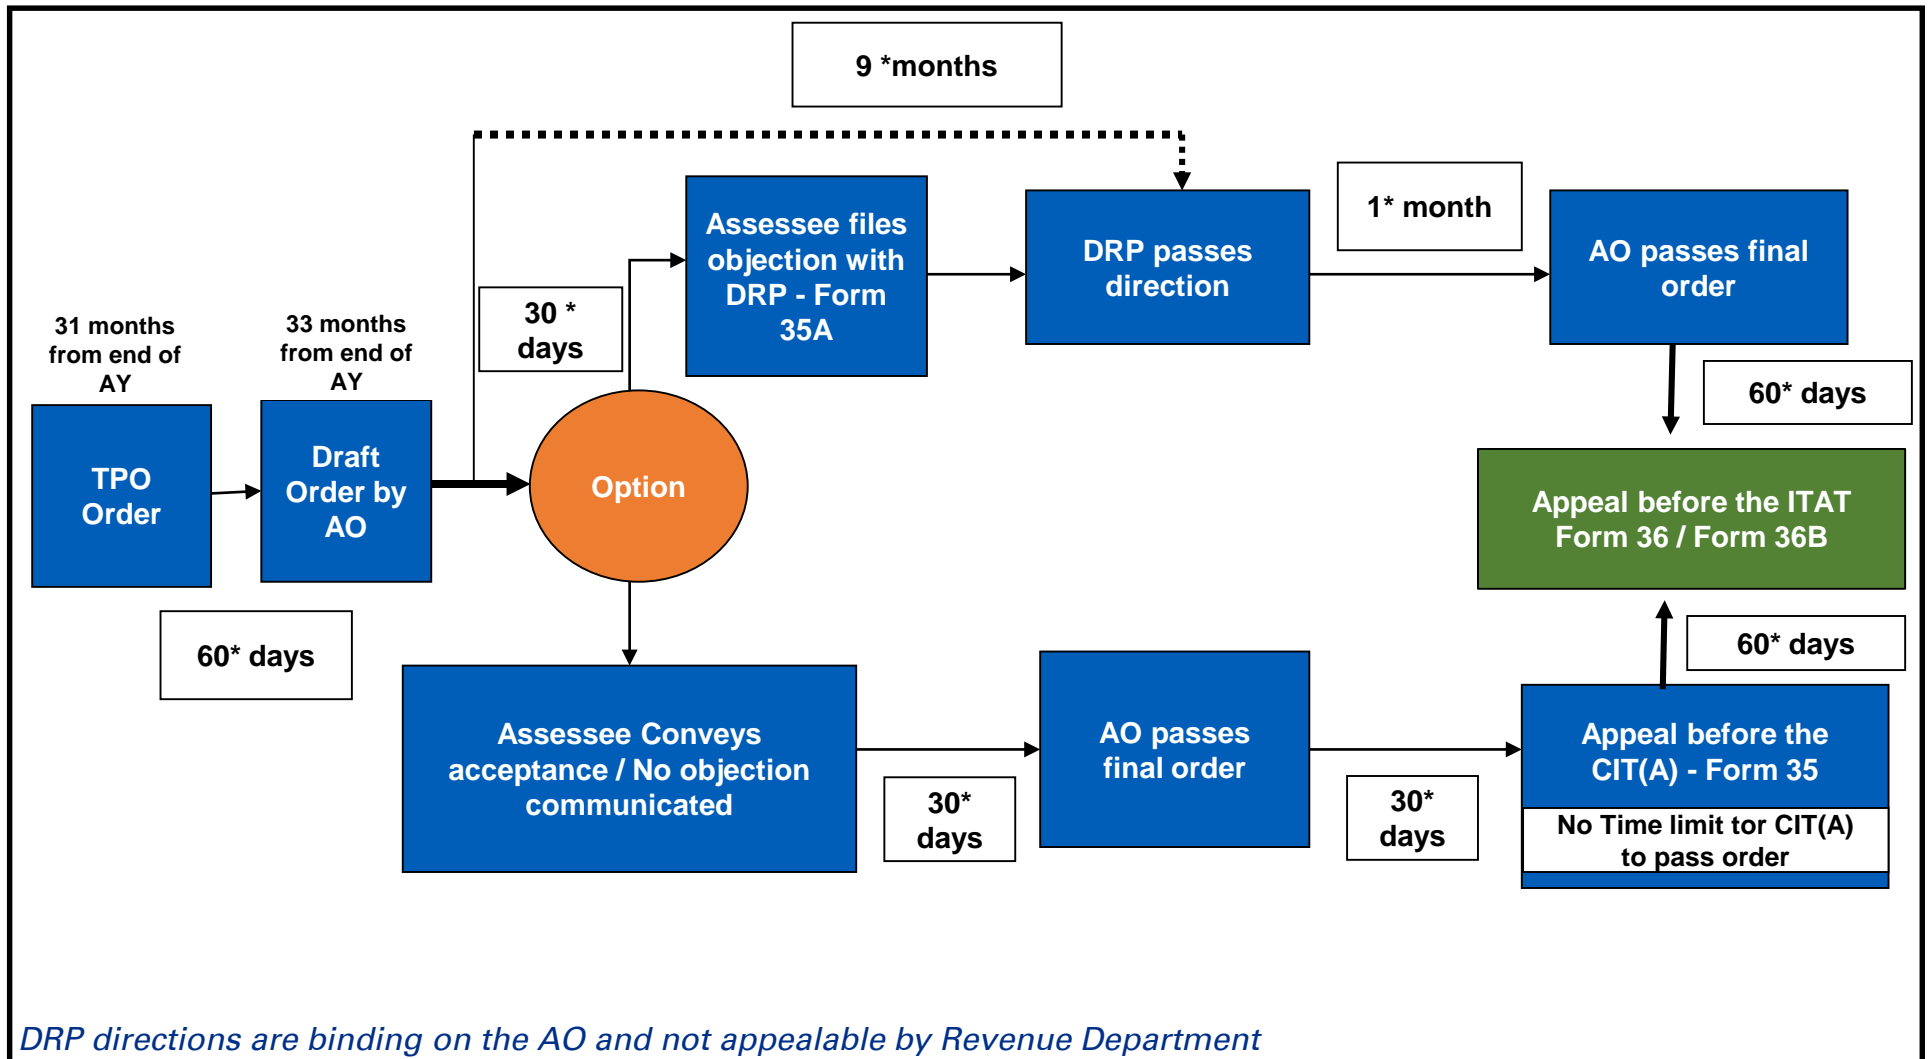 9 *months
Assessee files
objection with
DRP - Form
35A
DRP passes
direction
1* month
AO passes final
order
30 *
days
31 months
from end of
AY
33 months
from end of
AY
60* days
TPO
Order
Draft
Order by
AO
Option
Appeal before the ITAT
Form 36 / Form 36B
60* days
60* days
Assessee Conveys
acceptance / No objection
communicated
30*
days
AO passes
final order
30*
days
Appeal before the
CIT(A) - Form 35
No Time limit tor CIT(A)
to pass order
DRP directions are binding on the AO and not appealable by Revenue Department